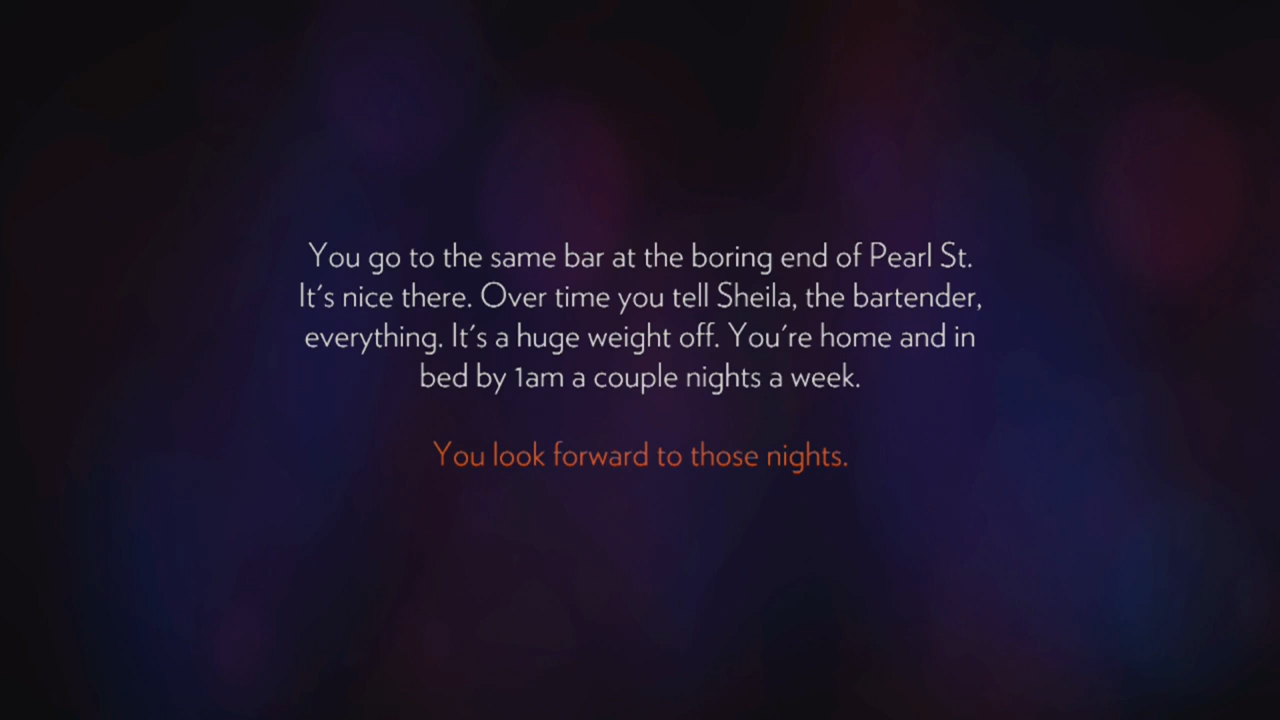 You go to the same bar at the boring end of Pearl St.
It's nice there. Over time you tell Sheila, the bartender,
everything. It's a huge weight off. You're home and in
bed by 1am a couple nights a week.
You look forward to those nights.